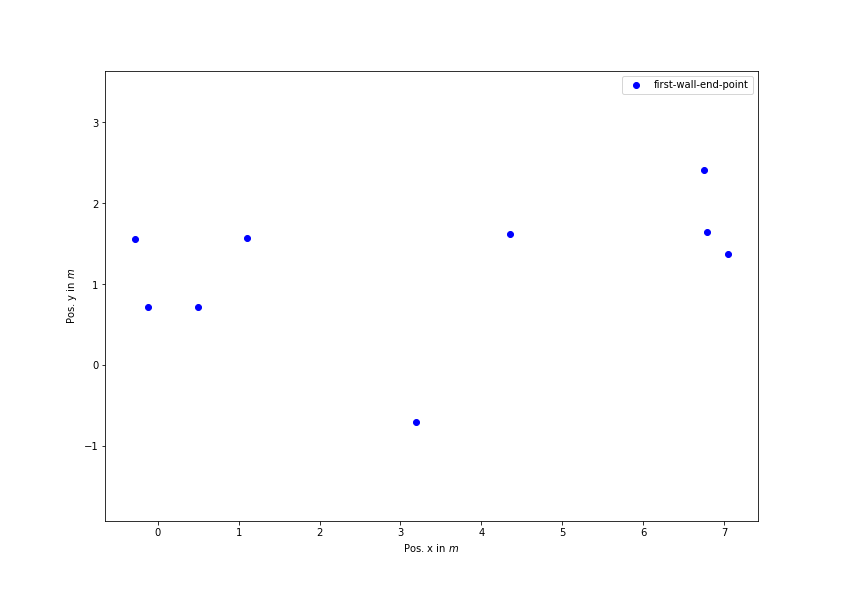 first-wall-end-point
3
2
1
0
−1
Pos. y in m
0 1 2 3 4 5 6 7
Pos. x in m